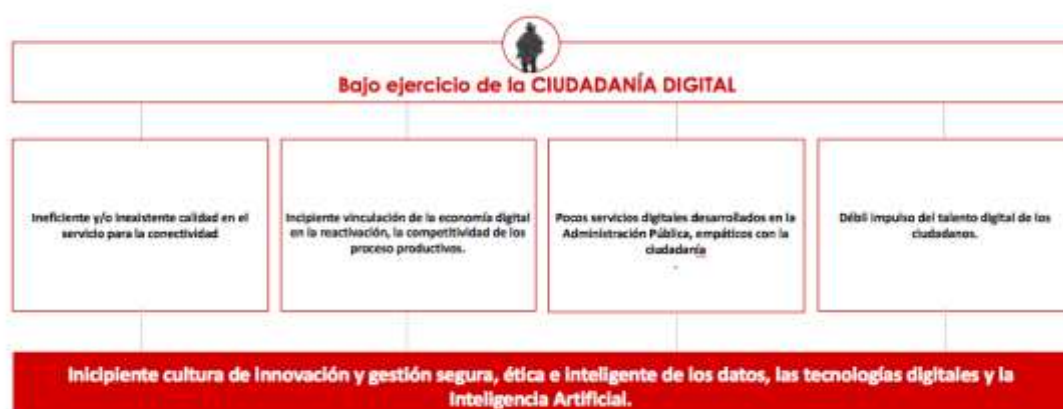 Bajo ejercicio de la CIUDADANÍA DIGITAL
Ineficiente y/o inexistente calidad en el
servicio para la conectividad
Incipiente vinculación de la economía digital
en la reactivación, la competitividad de los
proceso productivos.
Pocos servicios digitales desarrollados en la
Administración Pública, empáticos con la
ciudadanía
.
Débil impulso del talento digital de los
ciudadanos.
Inicipiente cultura de innovación y gestión segura, ética e inteligente de los datos, las tecnologías digitales y la
Inteligencia Artificial.